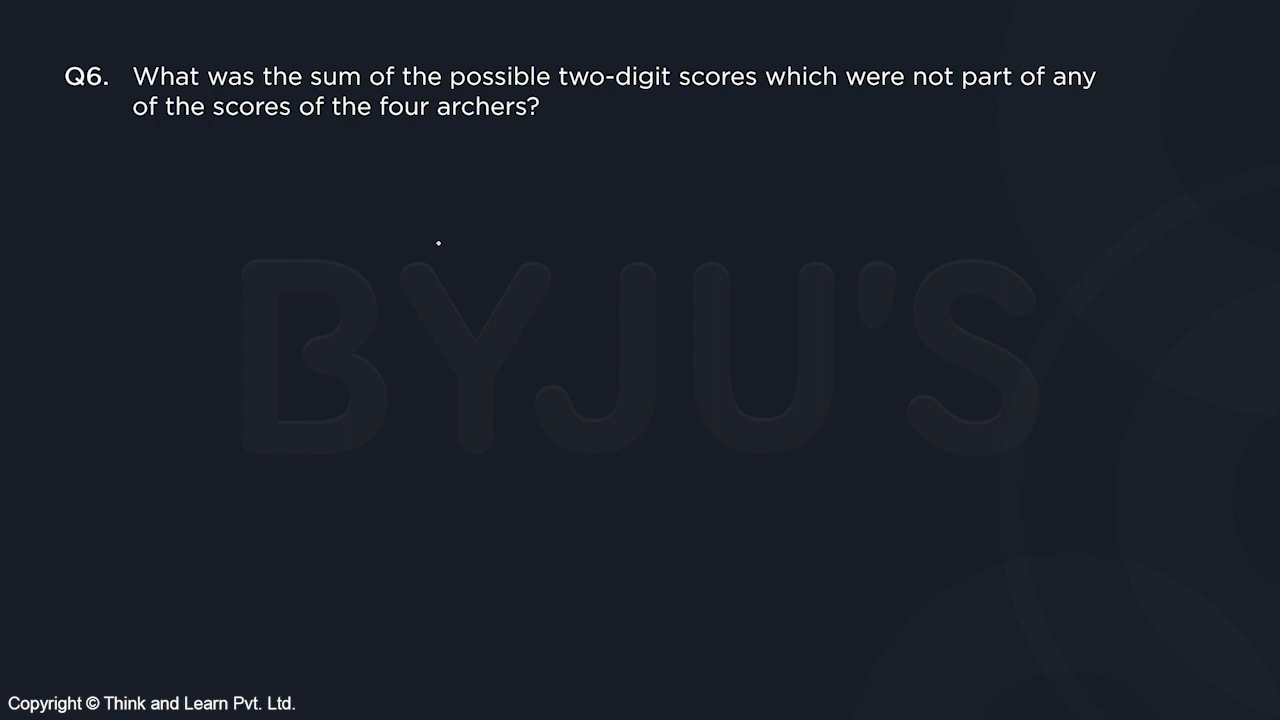 Q6. What was the sum of the possible two-digit scores which were not part of any
of the scores of the four archers?
BYJU'S
Copyright © Think and Learn Pvt. Ltd.